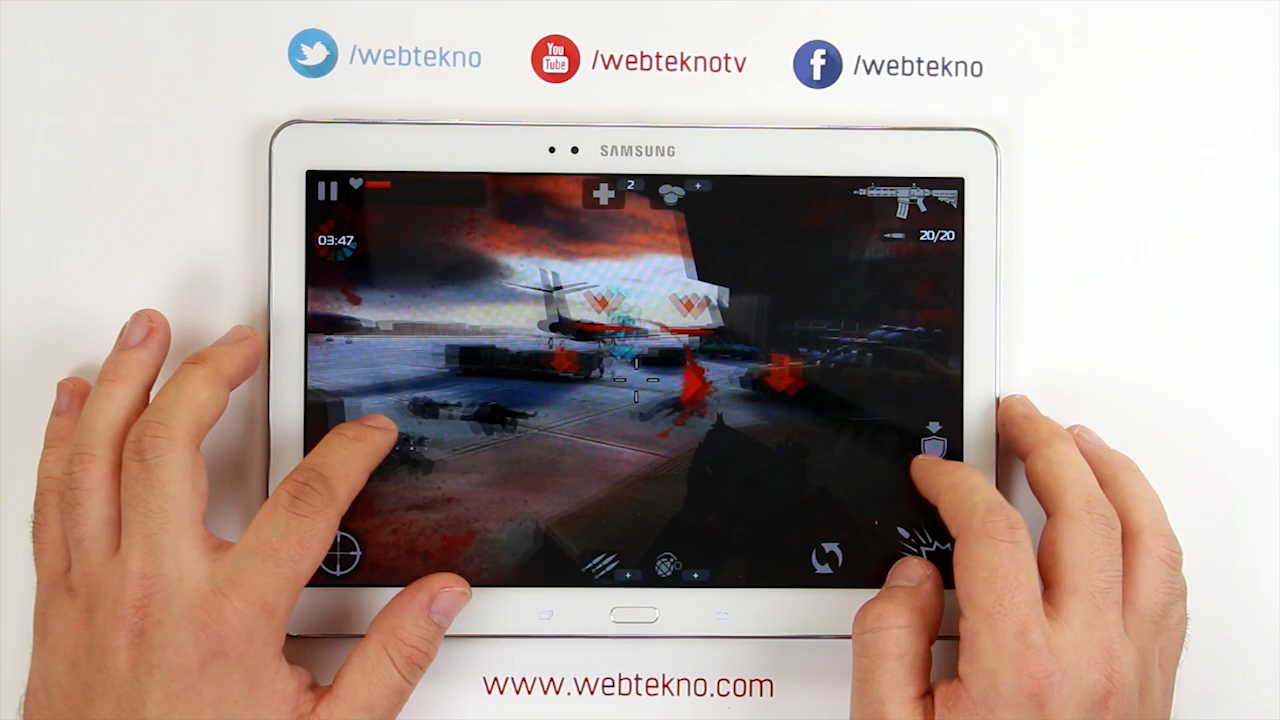 /webtekno
You Tube
/webteknotv
/webtekno
SAMSUNG
2
+
03:47
20/20
+
+
www.webtekno.com